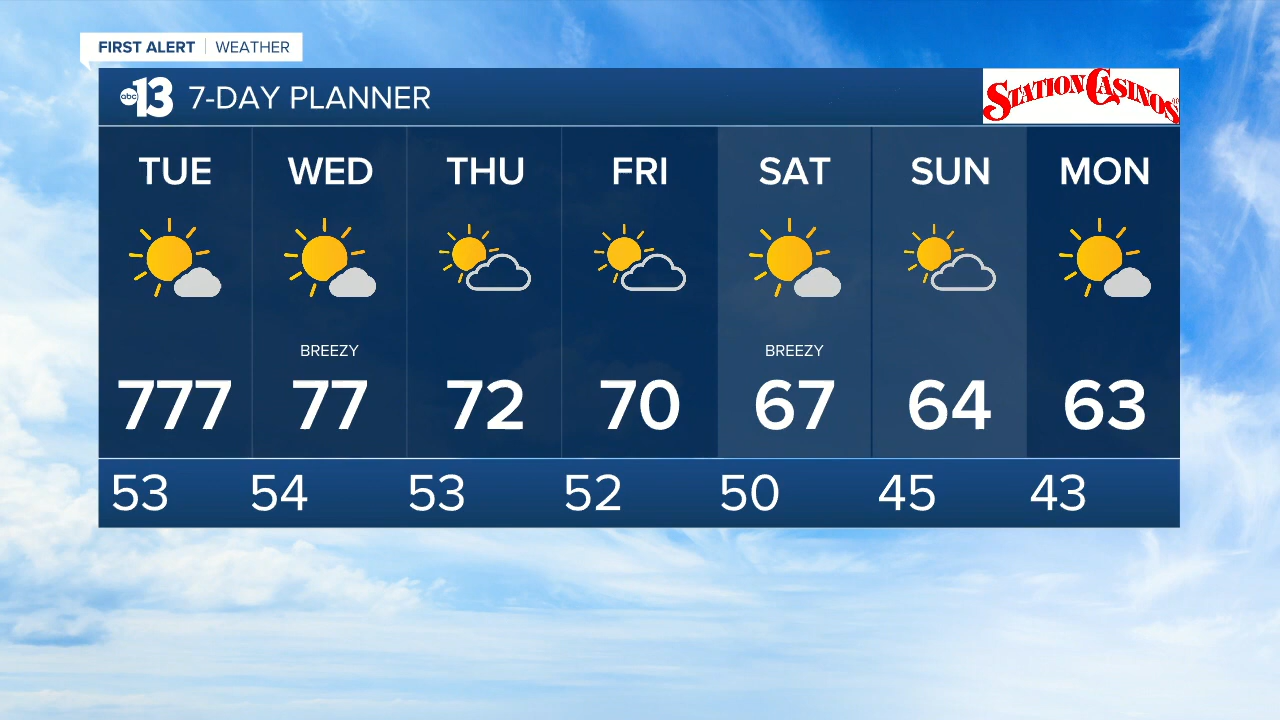 FIRST ALERT | WEATHER
abc 13 7-DAY PLANNER
STATION CASINOS
TUE WED THU FRI SAT SUN MON
BREEZY BREEZY
777 77 72 70 67 64 63
53 54 53 52 50 45 43